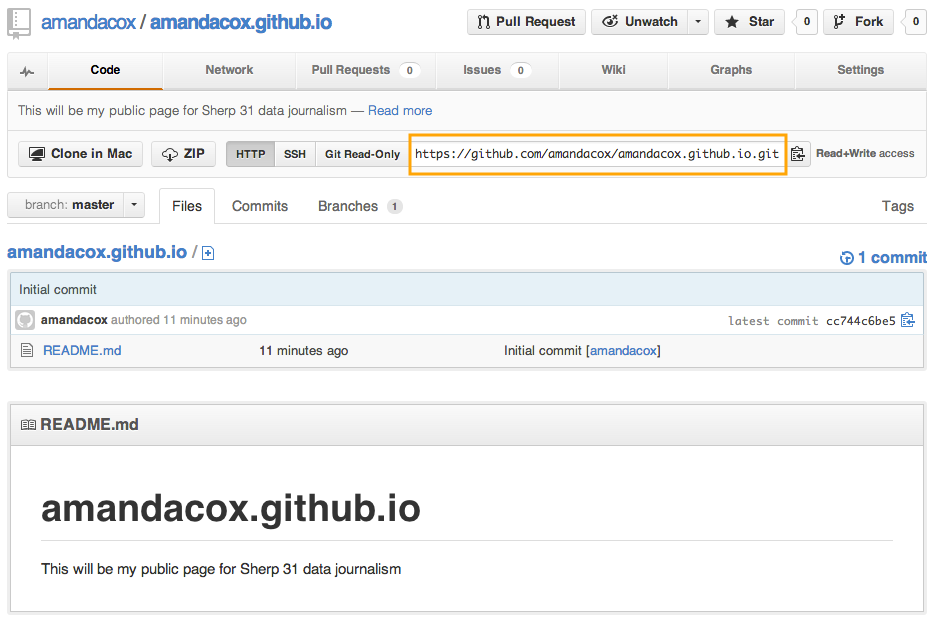 amandacox / amandacox.github.io
Pull Request Unwatch Star 0 Fork 0
Code Network Pull Requests 0 Issues 0 Wiki Graphs Settings
This will be my public page for Sherp 31 data journalism — Read more
Clone in Mac ZIP HTTP SSH Git Read-Only https://github.com/amandacox/amandacox.github.io.git Read+Write access
branch: master Files Commits Branches 1 Tags
amandacox.github.io /
1 commit
Initial commit
amandacox authored 11 minutes ago latest commit cc744c6be5
README.md 11 minutes ago Initial commit [amandacox]
README.md
amandacox.github.io
This will be my public page for Sherp 31 data journalism